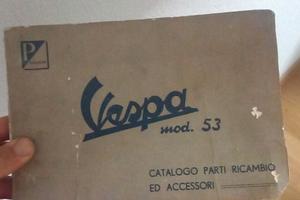 P
Vespa
mod. 53
CATALOGO PARTI RICAMBIO
ED ACCESSORI